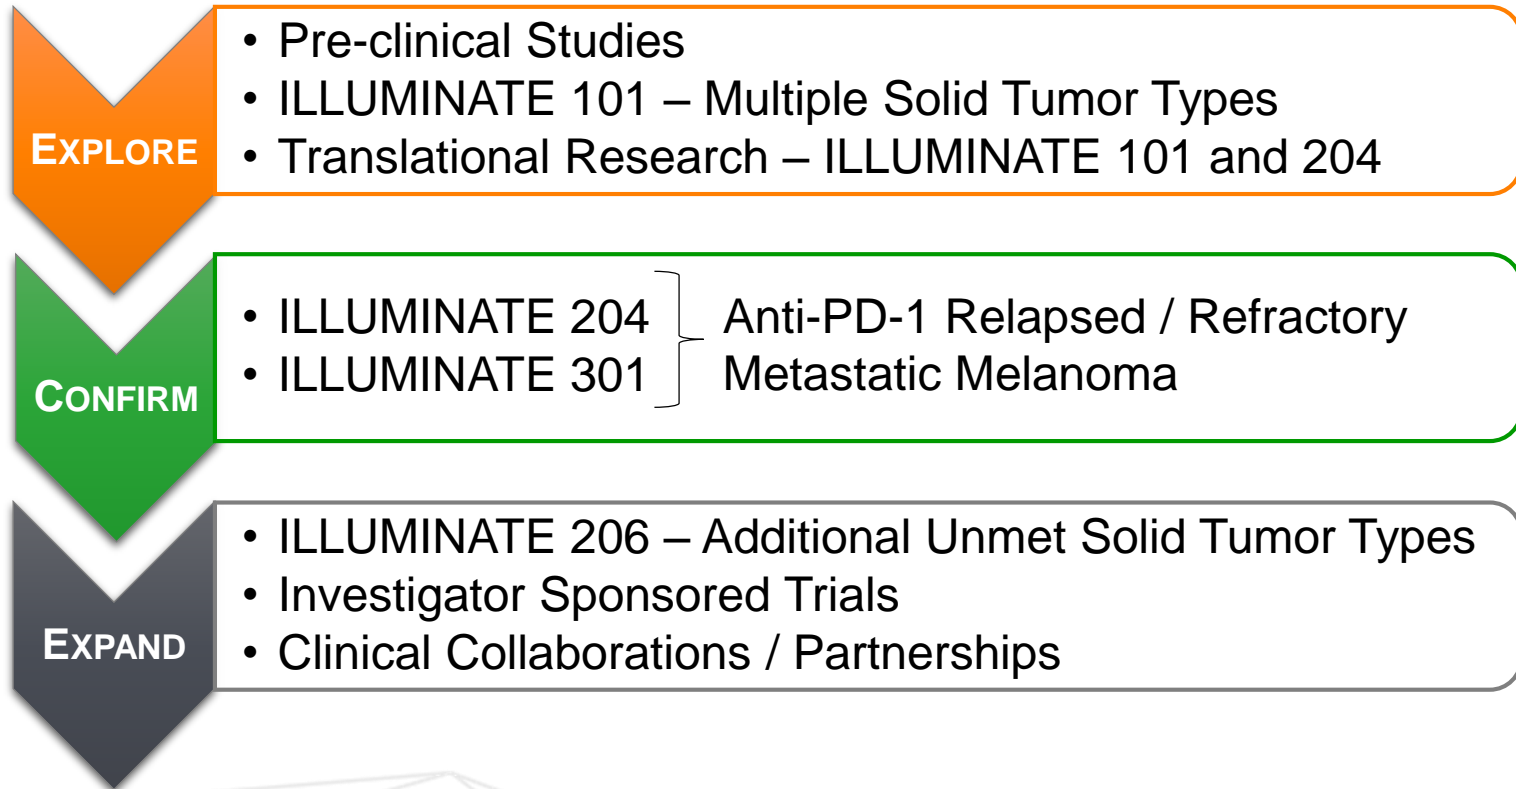 EXPLORE
• Pre-clinical Studies
• ILLUMINATE 101 – Multiple Solid Tumor Types
• Translational Research – ILLUMINATE 101 and 204
CONFIRM
• ILLUMINATE 204
• ILLUMINATE 301
Anti-PD-1 Relapsed / Refractory
Metastatic Melanoma
EXPAND
• ILLUMINATE 206 – Additional Unmet Solid Tumor Types
• Investigator Sponsored Trials
• Clinical Collaborations / Partnerships